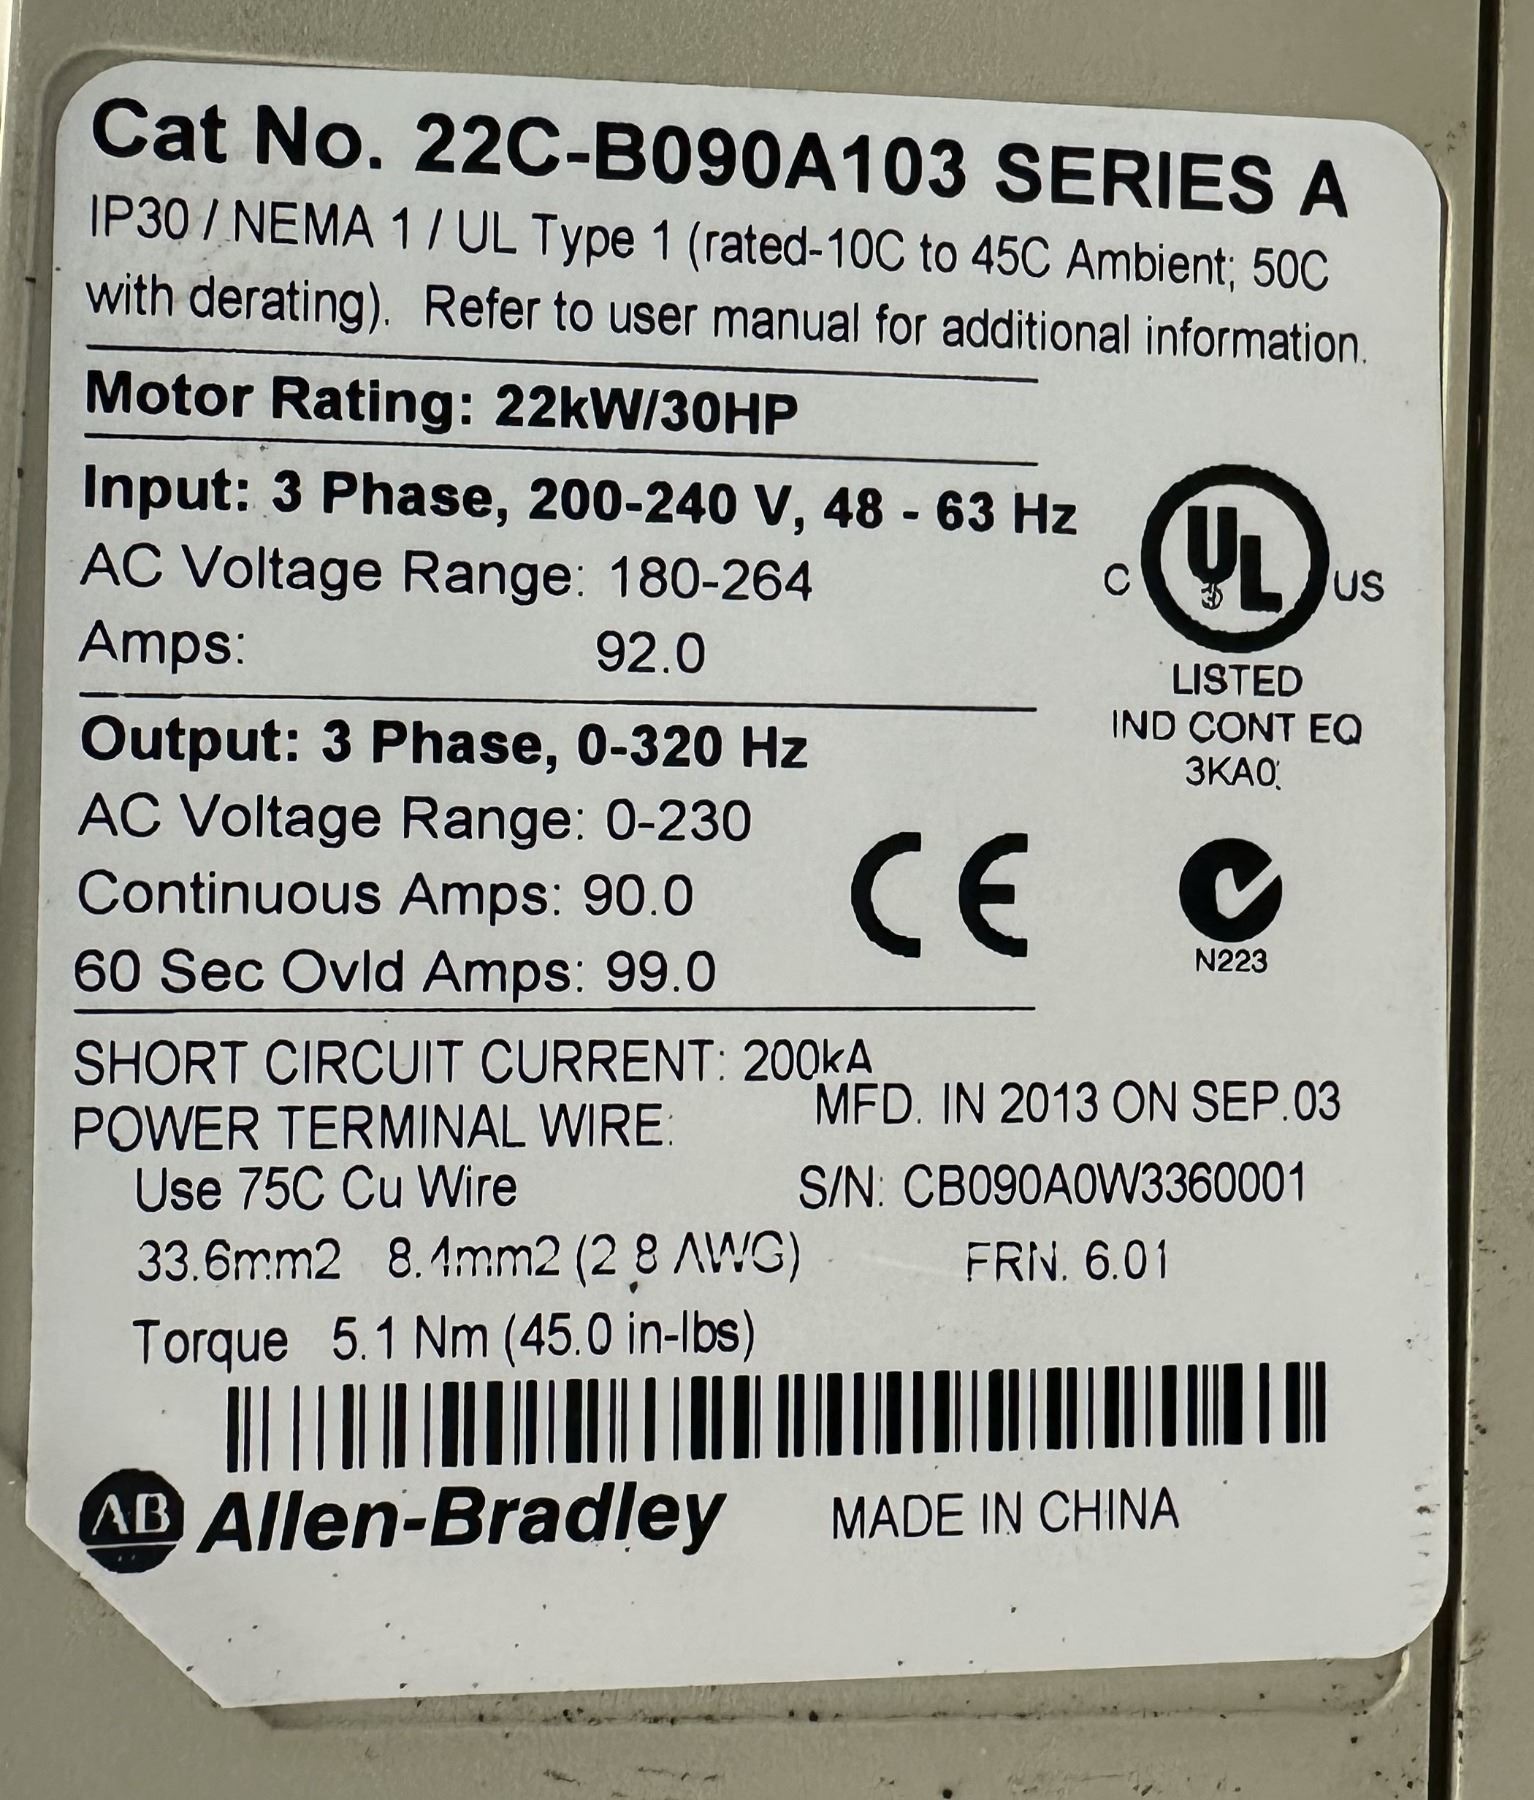 Cat No. 22C-B090A103 SERIES A
IP30 / NEMA 1 / UL Type 1 (rated-10C to 45C Ambient; 50C
with derating). Refer to user manual for additional information.
Motor Rating: 22kW/30HP
Input: 3 Phase, 200-240 V, 48 - 63 Hz
AC Voltage Range: 180-264
Amps: 92.0
C UL US
LISTED
IND CONT EQ
3KA0
Output: 3 Phase, 0-320 Hz
AC Voltage Range: 0-230
Continuous Amps: 90.0
60 Sec Ovld Amps: 99.0
CE
N223
SHORT CIRCUIT CURRENT: 200kA
MFD. IN 2013 ON SEP.03
POWER TERMINAL WIRE:
Use 75C Cu Wire
S/N: CB090A0W3360001
33.6mm2 8.4mm2 (2 8 AWG)
FRN. 6.01
Torque 5.1 Nm (45.0 in-lbs)
AB Allen-Bradley
MADE IN CHINA